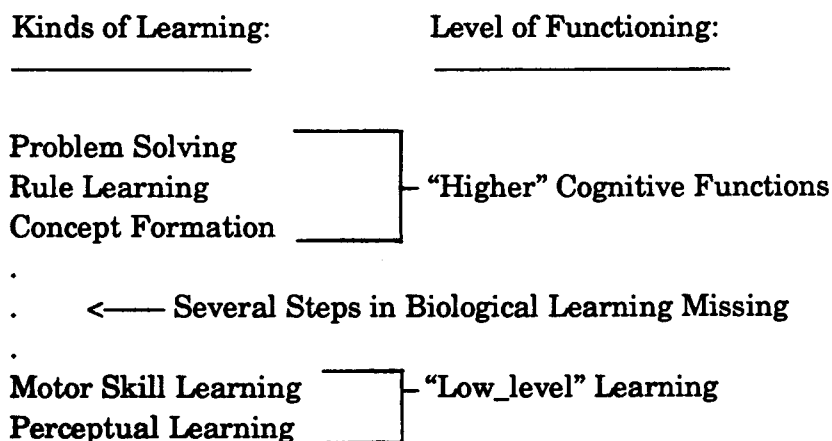 Kinds of Learning: Level of Functioning:
Problem Solving
Rule Learning
Concept Formation
“Higher” Cognitive Functions
.
. <—— Several Steps in Biological Learning Missing
.
Motor Skill Learning
“Low_level” Learning
Perceptual Learning